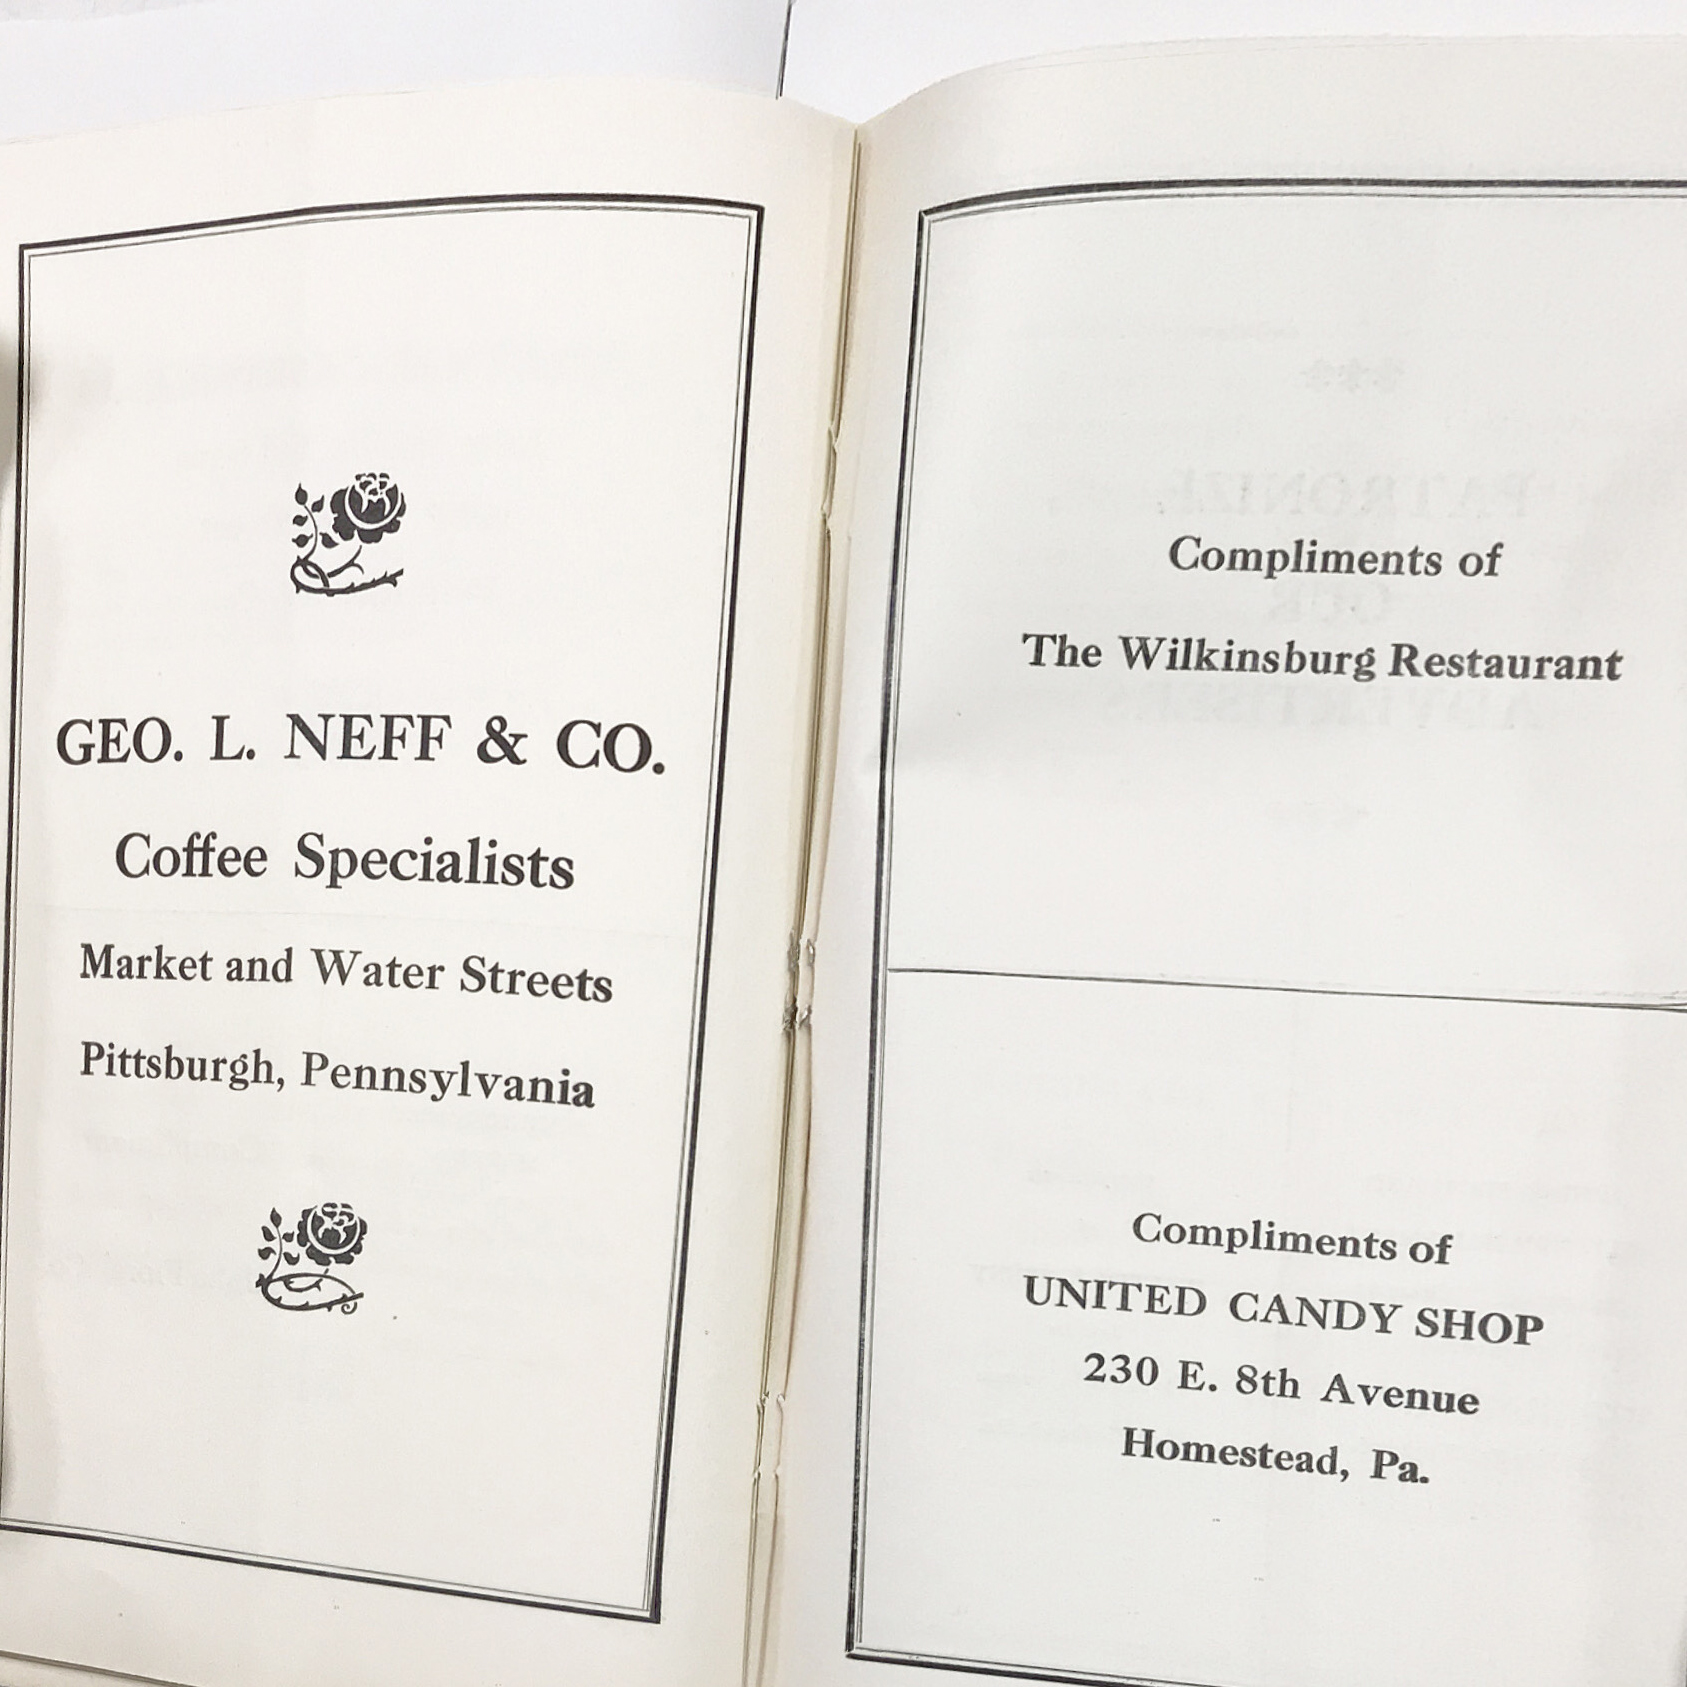 GEO. L. NEFF & CO.
Coffee Specialists
Market and Water Streets
Pittsburgh, Pennsylvania
Compliments of
The Wilkinsburg Restaurant
Compliments of
UNITED CANDY SHOP
230 E. 8th Avenue
Homestead, Pa.